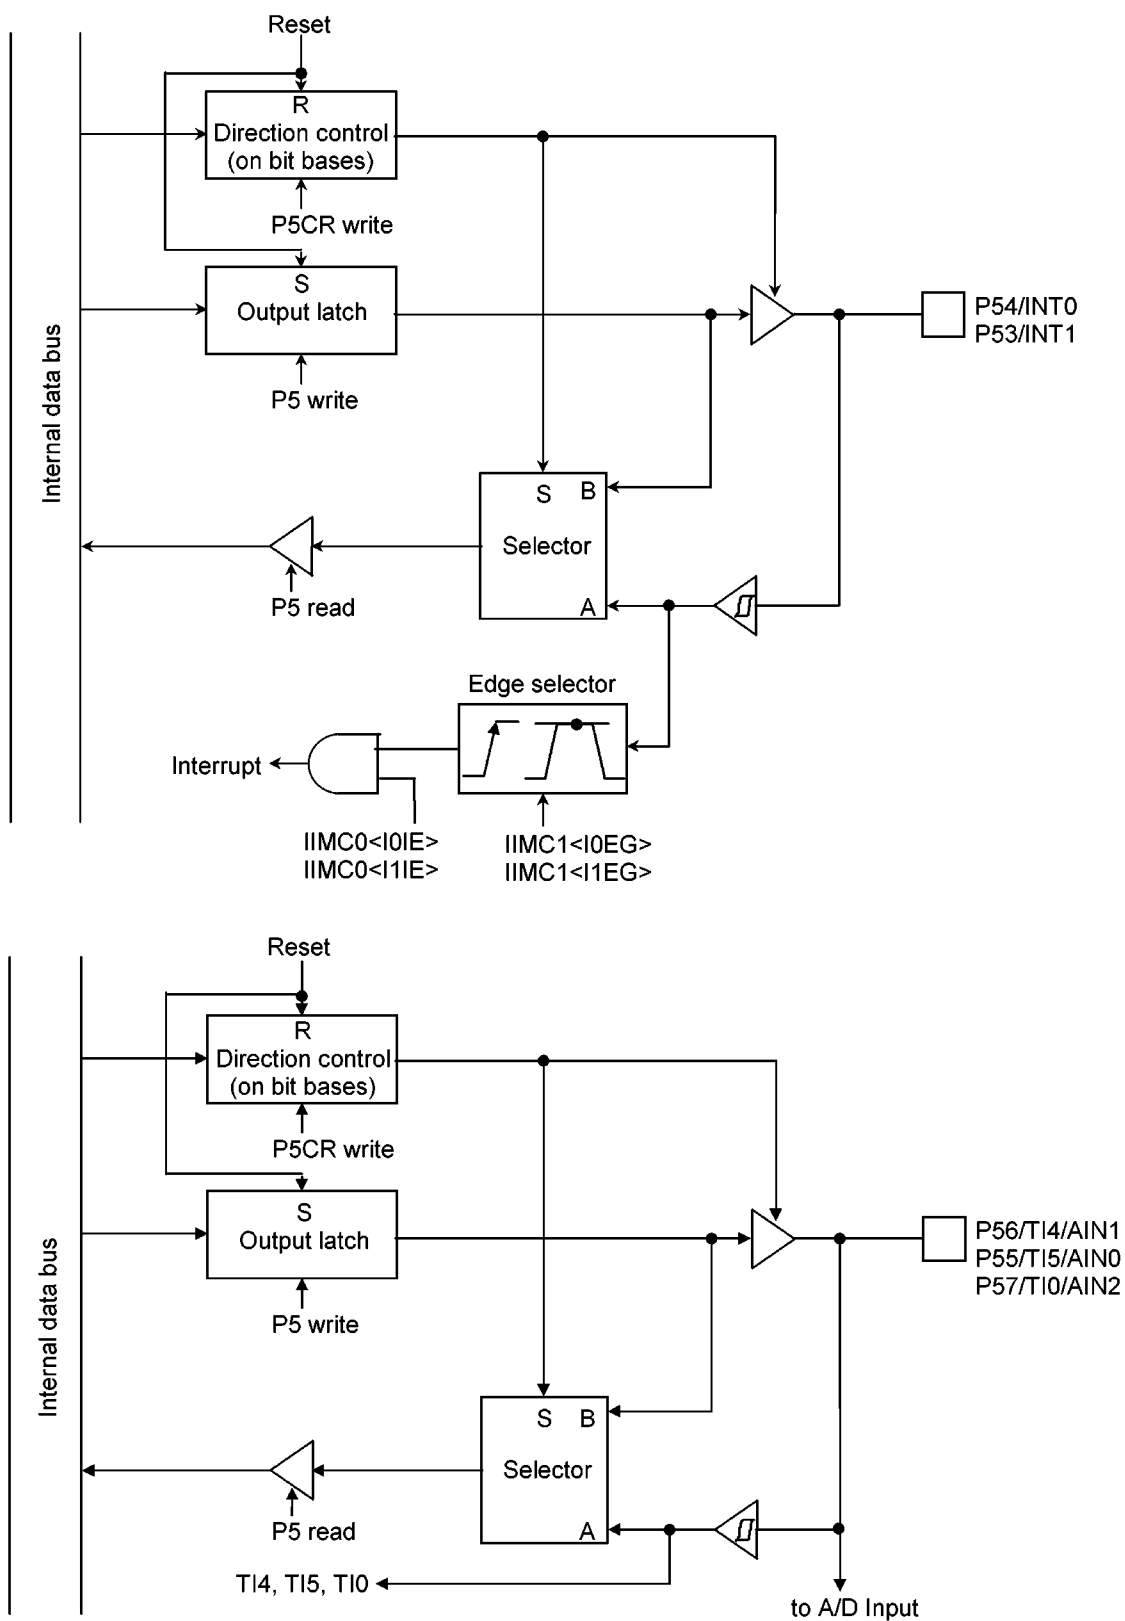 Reset
R
Direction control
(on bit bases)
P5CR write
S
Output latch
P5 write
Internal data bus
P54/INT0
P53/INT1
S
B
Selector
A
P5 read
Edge selector
Interrupt
IIMC0<I0IE>
IIMC0<I1IE>
IIMC1<I0EG>
IIMC1<I1EG>
Reset
R
Direction control
(on bit bases)
P5CR write
S
Output latch
P5 write
Internal data bus
P56/TI4/AIN1
P55/TI5/AIN0
P57/TI0/AIN2
S
B
Selector
A
P5 read
TI4, TI5, TI0
to A/D Input